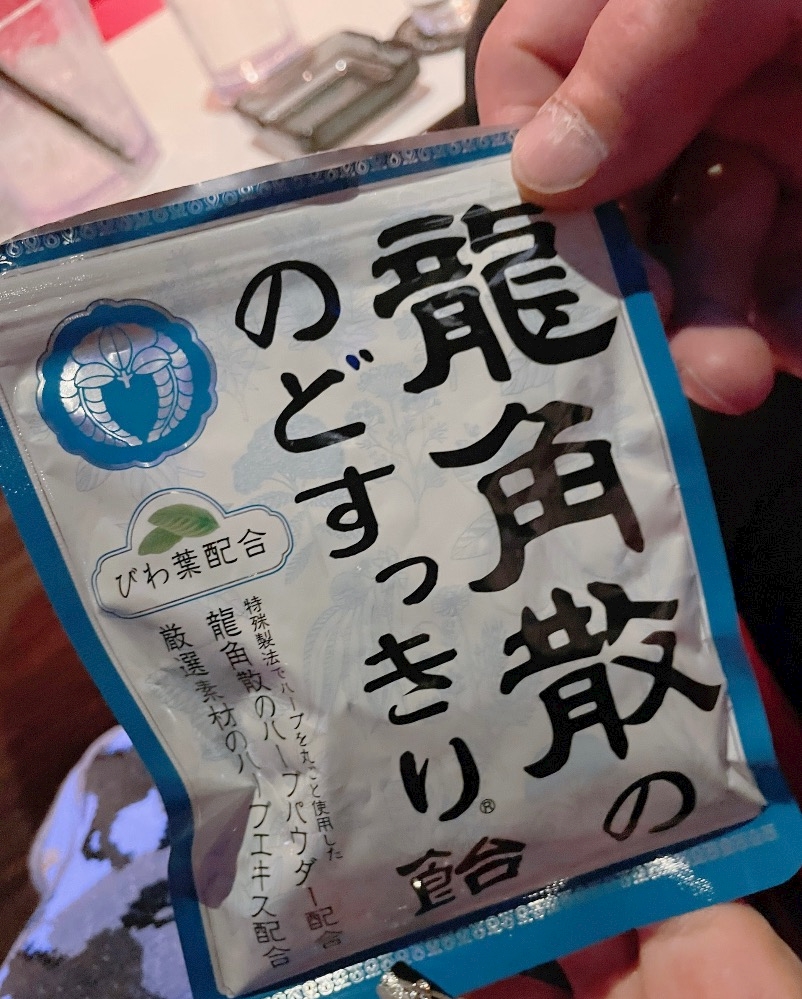 龍角散の
のどすっきり®飴
びわ葉配合
特殊製法でハーブを丸ごと使用した
龍角散のハーブパウダー配合
厳選素材のハーブエキス配合